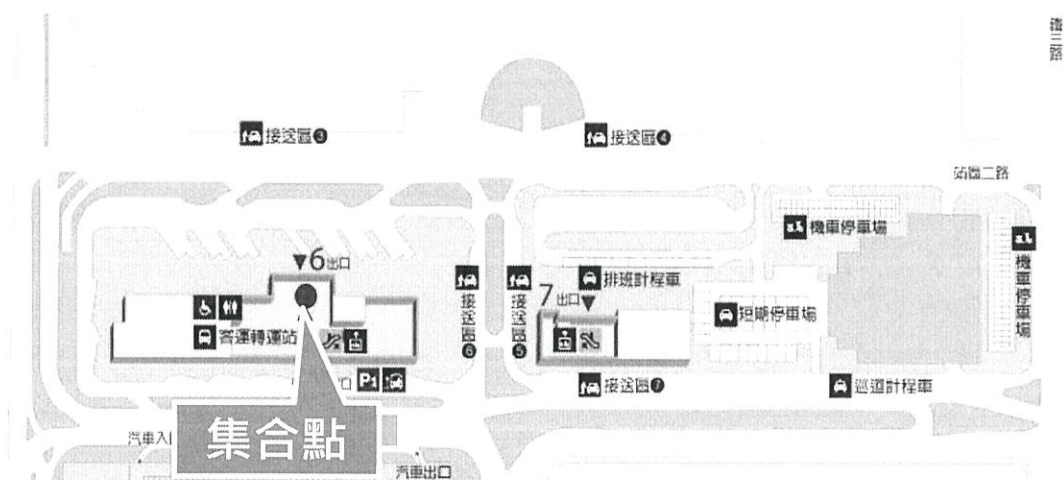 鐵三路
接送區❸
接送區❹
站區二路
機車停車場
機車停車場
▼6出口
接送區❻
接送區❺
排班計程車
7出口▼
短期停車場
客運轉運站
P1
接送區❼
巡迴計程車
集合點
汽車入
汽車出口